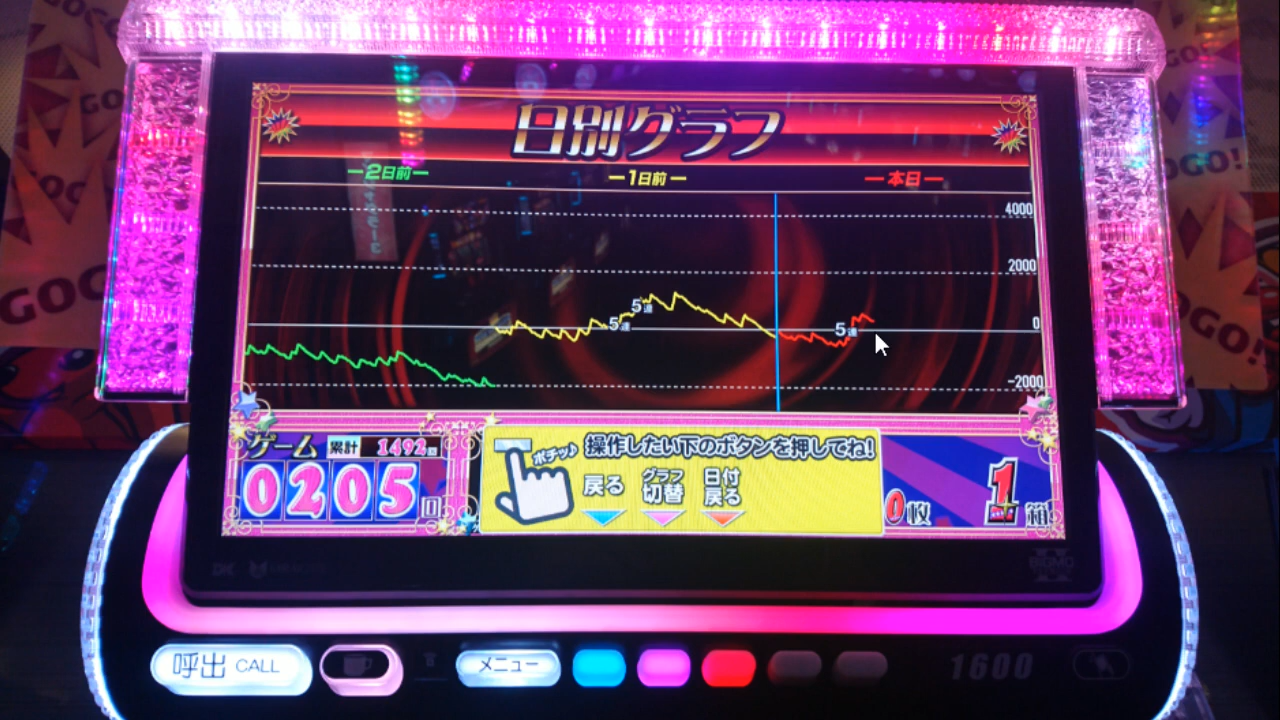 日別グラフ
2日前
1日前
本日
4000
2000
0
-2000
5連
5連
5連
ゲーム 累計 1492回
0205回
ポチッ♪ 操作したい下のボタンを押してね!
戻る グラフ切替 日付戻る
0枚 1箱
呼出 CALL メニュー 1600
GOGO!
GOGO!